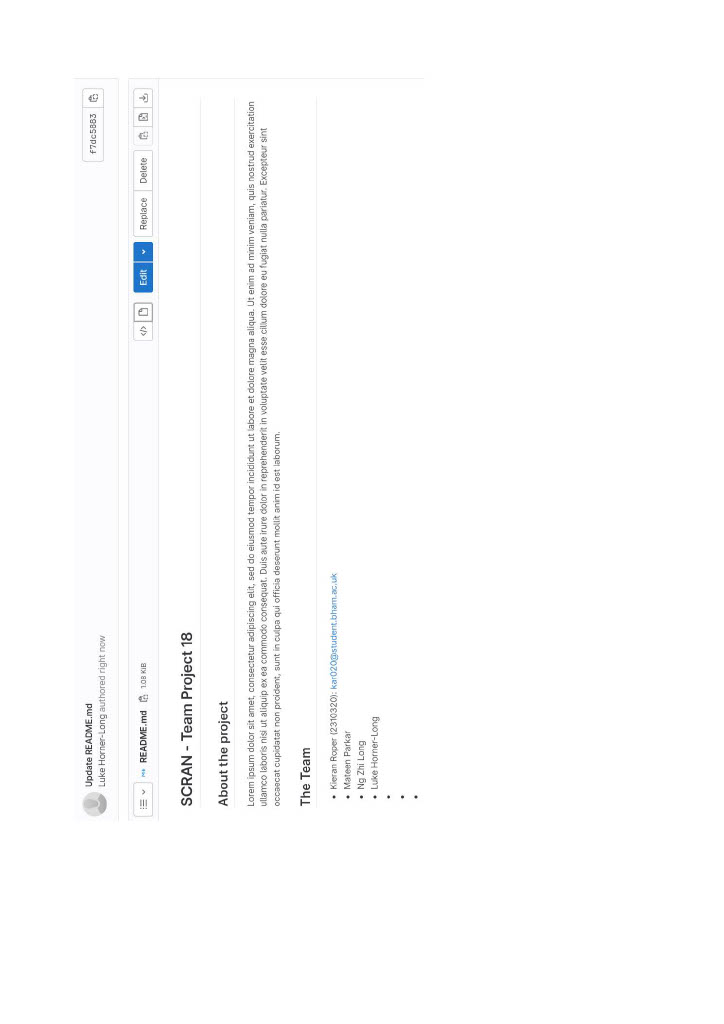 Update README.md
Luke Horner-Long authored right now
f7dc5883
README.md 1.08 KiB
Edit
Replace
Delete
SCRAN - Team Project 18
About the project
Lorem ipsum dolor sit amet, consectetur adipiscing elit, sed do eiusmod tempor incididunt ut labore et dolore magna aliqua. Ut enim ad minim veniam, quis nostrud exercitation
ullamco laboris nisi ut aliquip ex ea commodo consequat. Duis aute irure dolor in reprehenderit in voluptate velit esse cillum dolore eu fugiat nulla pariatur. Excepteur sint
occaecat cupidatat non proident, sunt in culpa qui officia deserunt mollit anim id est laborum.
The Team
• Kieran Roper (2310320): kar020@student.bham.ac.uk
• Mateen Parkar
• Ng Zhi Long
• Luke Horner-Long
•
•
•